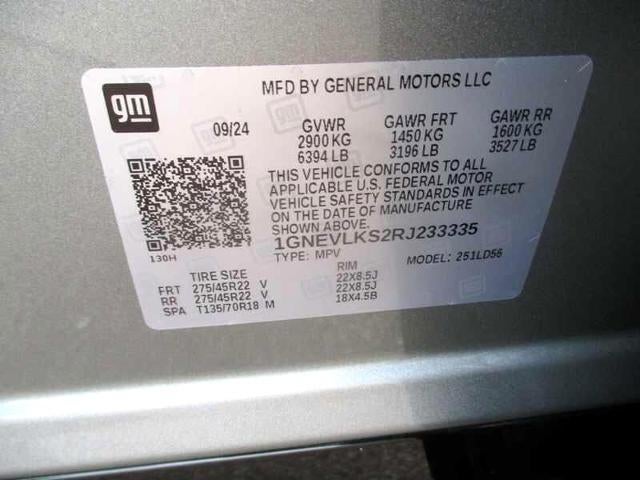 gm
MFD BY GENERAL MOTORS LLC
09/24 GVWR GAWR FRT GAWR RR
2900 KG 1450 KG 1600 KG
6394 LB 3196 LB 3527 LB
THIS VEHICLE CONFORMS TO ALL
APPLICABLE U.S. FEDERAL MOTOR
VEHICLE SAFETY STANDARDS IN EFFECT
ON THE DATE OF MANUFACTURE
SHOWN ABOVE.
1GNEVLKS2RJ233335
130H TYPE: MPV MODEL: 251LD56
TIRE SIZE RIM
FRT 275/45R22 V 22X8.5J
RR 275/45R22 V 22X8.5J
SPA T135/70R18 M 18X4.5B